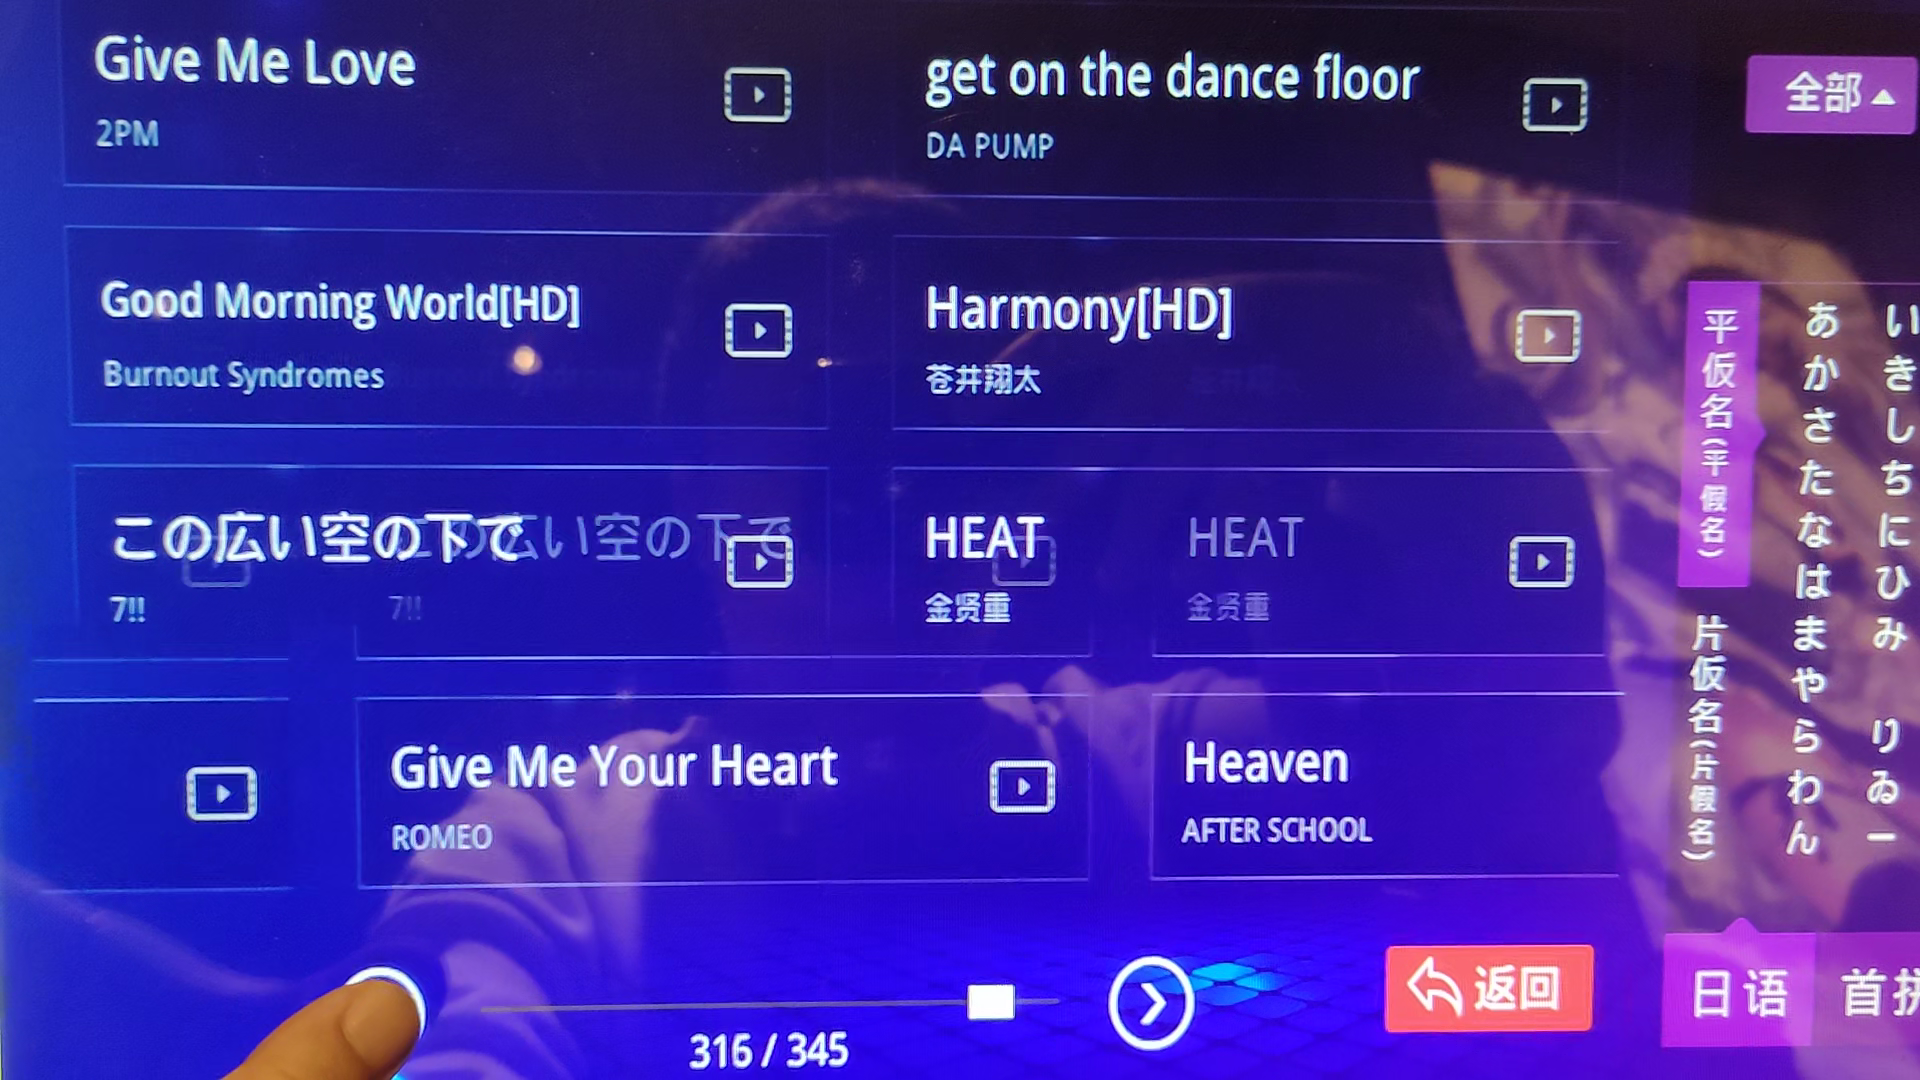 Give Me Love
2PM
get on the dance floor
DA PUMP
全部
Good Morning World[HD]
Burnout Syndromes
Harmony[HD]
苍井翔太
この広い空の下で
7!!
この広い空の下で
7!!
HEAT
金贤重
HEAT
金贤重
Give Me Your Heart
ROMEO
Heaven
AFTER SCHOOL
平仮名(平假名)
片仮名(片假名)
あかさたなはまやらわん
いきしちにひみ りゐー
316 / 345
返回
日语
首拼